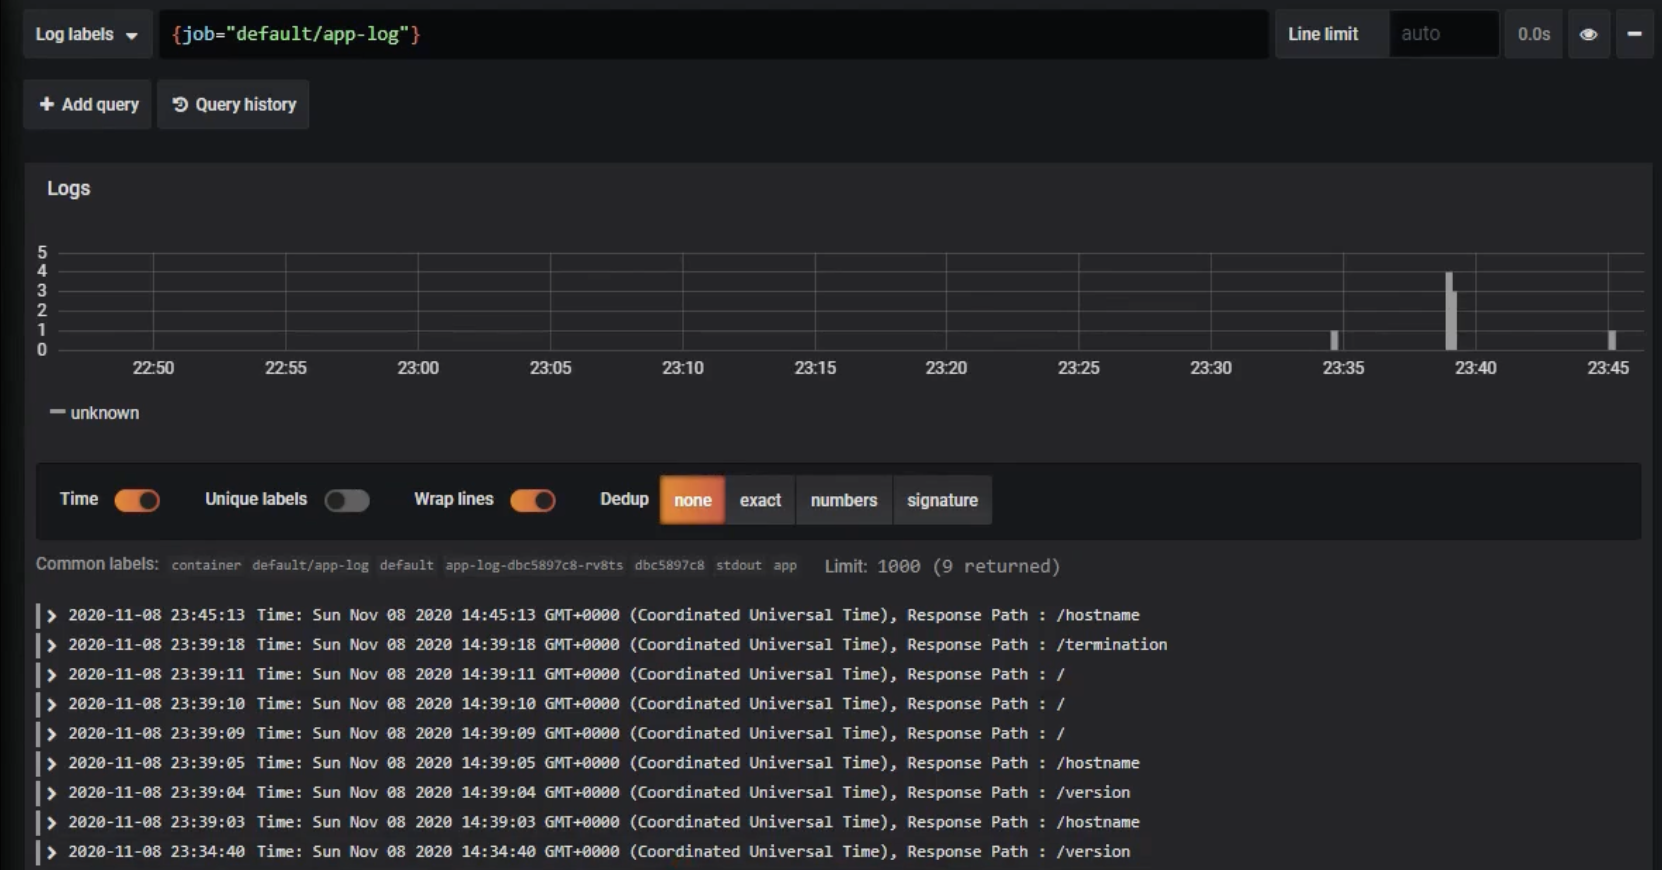 Log labels {job="default/app-log"} Line limit auto 0.0s
Add query Query history
Logs
5
4
3
2
1
0
22:50 22:55 23:00 23:05 23:10 23:15 23:20 23:25 23:30 23:35 23:40 23:45
unknown
Time Unique labels Wrap lines Dedup none exact numbers signature
Common labels: container default/app-log default app-log-dbc5897c8-rv8ts dbc5897c8 stdout app Limit: 1000 (9 returned)
2020-11-08 23:45:13 Time: Sun Nov 08 2020 14:45:13 GMT+0000 (Coordinated Universal Time), Response Path : /hostname
2020-11-08 23:39:18 Time: Sun Nov 08 2020 14:39:18 GMT+0000 (Coordinated Universal Time), Response Path : /termination
2020-11-08 23:39:11 Time: Sun Nov 08 2020 14:39:11 GMT+0000 (Coordinated Universal Time), Response Path : /
2020-11-08 23:39:10 Time: Sun Nov 08 2020 14:39:10 GMT+0000 (Coordinated Universal Time), Response Path : /
2020-11-08 23:39:09 Time: Sun Nov 08 2020 14:39:09 GMT+0000 (Coordinated Universal Time), Response Path : /
2020-11-08 23:39:05 Time: Sun Nov 08 2020 14:39:05 GMT+0000 (Coordinated Universal Time), Response Path : /hostname
2020-11-08 23:39:04 Time: Sun Nov 08 2020 14:39:04 GMT+0000 (Coordinated Universal Time), Response Path : /version
2020-11-08 23:39:03 Time: Sun Nov 08 2020 14:39:03 GMT+0000 (Coordinated Universal Time), Response Path : /hostname
2020-11-08 23:34:40 Time: Sun Nov 08 2020 14:34:40 GMT+0000 (Coordinated Universal Time), Response Path : /version